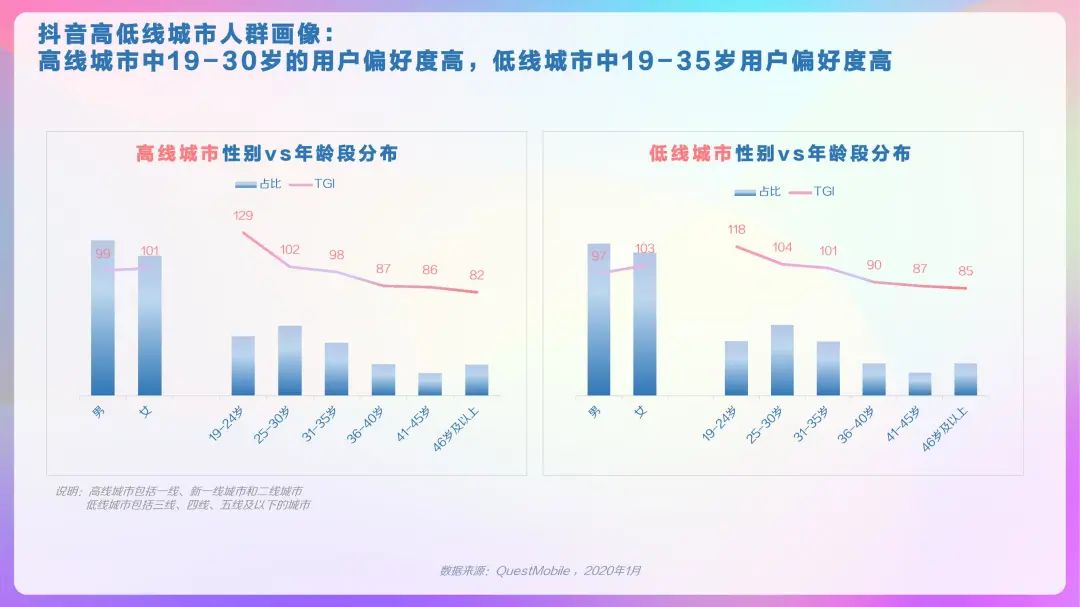 抖音高低线城市人群画像：
高线城市中19-30岁的用户偏好度高，低线城市中19-35岁用户偏好度高
高线城市性别vs年龄段分布
占比 TGI
129
102
98
87
86
82
99
101
男
女
19-24岁
25-30岁
31-35岁
36-40岁
41-45岁
46岁及以上
低线城市性别vs年龄段分布
占比 TGI
118
104
101
90
87
85
97
103
男
女
19-24岁
25-30岁
31-35岁
36-40岁
41-45岁
46岁及以上
说明：高线城市包括一线、新一线城市和二线城市
低线城市包括三线、四线、五线及以下的城市
数据来源：QuestMobile ，2020年1月